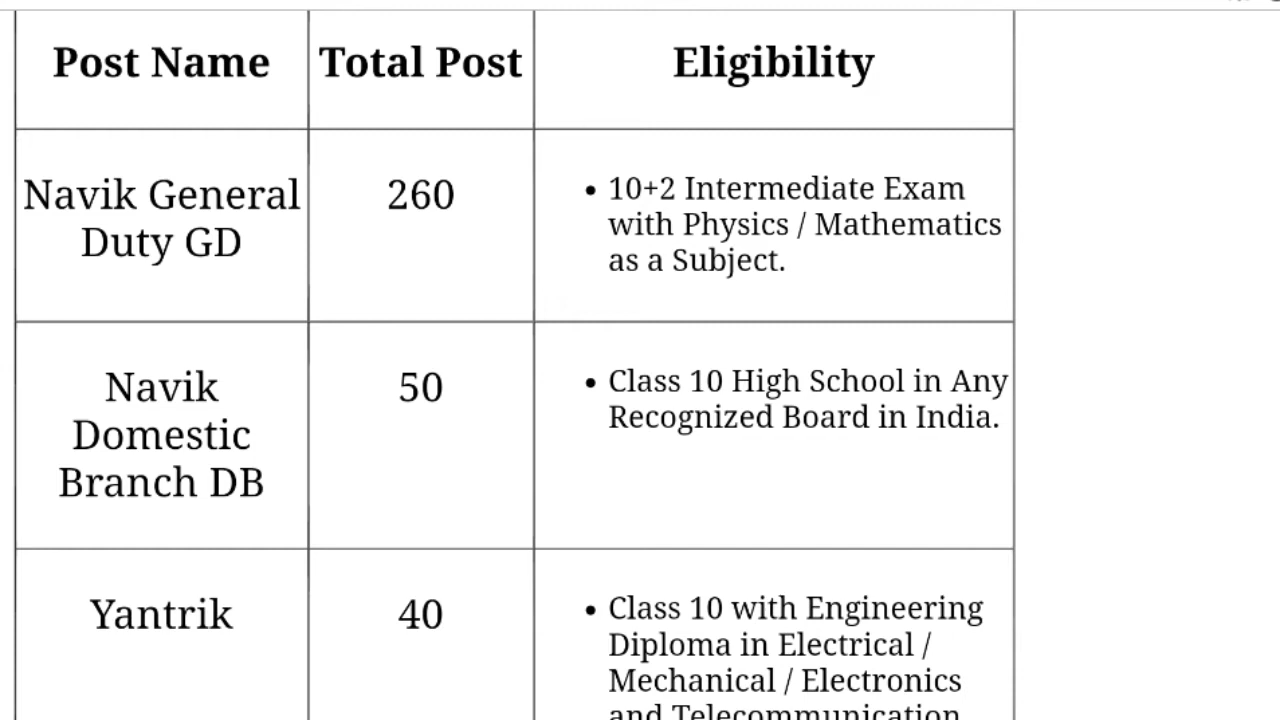 Post Name Total Post Eligibility
Navik General
Duty GD
260
• 10+2 Intermediate Exam
with Physics / Mathematics
as a Subject.
Navik
Domestic
Branch DB
50
• Class 10 High School in Any
Recognized Board in India.
Yantrik
40
• Class 10 with Engineering
Diploma in Electrical /
Mechanical / Electronics
and Telecommunication